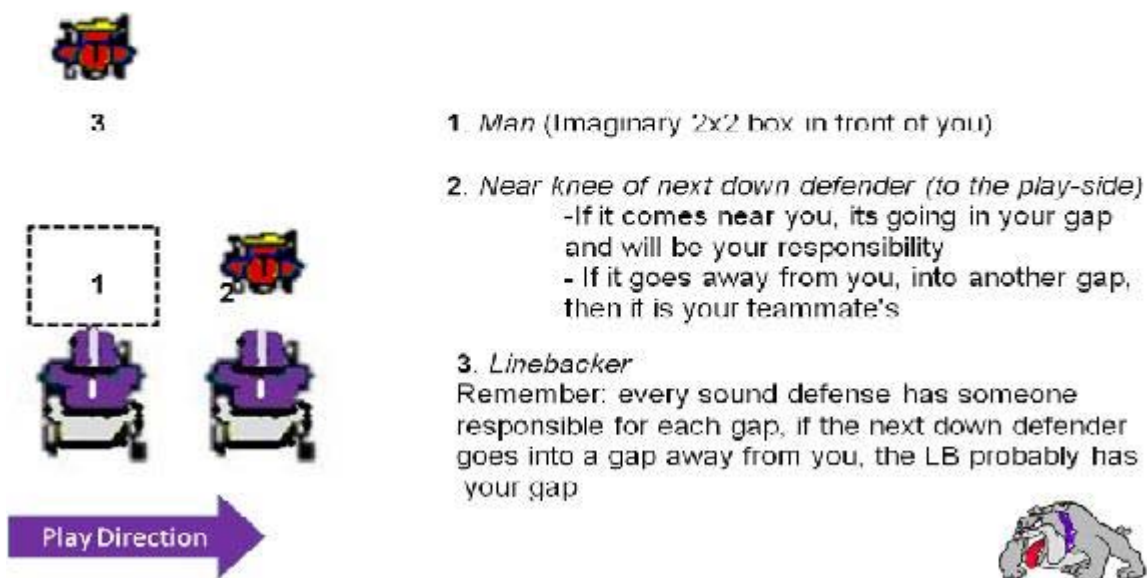 3
1. Man (Imaginary 2x2 box in front of you)
2. Near knee of next down defender (to the play-side)
-If it comes near you, its going in your gap
and will be your responsibility
- If it goes away from you, into another gap,
then it is your teammate's
1
2
3. Linebacker
Remember: every sound defense has someone
responsible for each gap, if the next down defender
goes into a gap away from you, the LB probably has
your gap
Play Direction